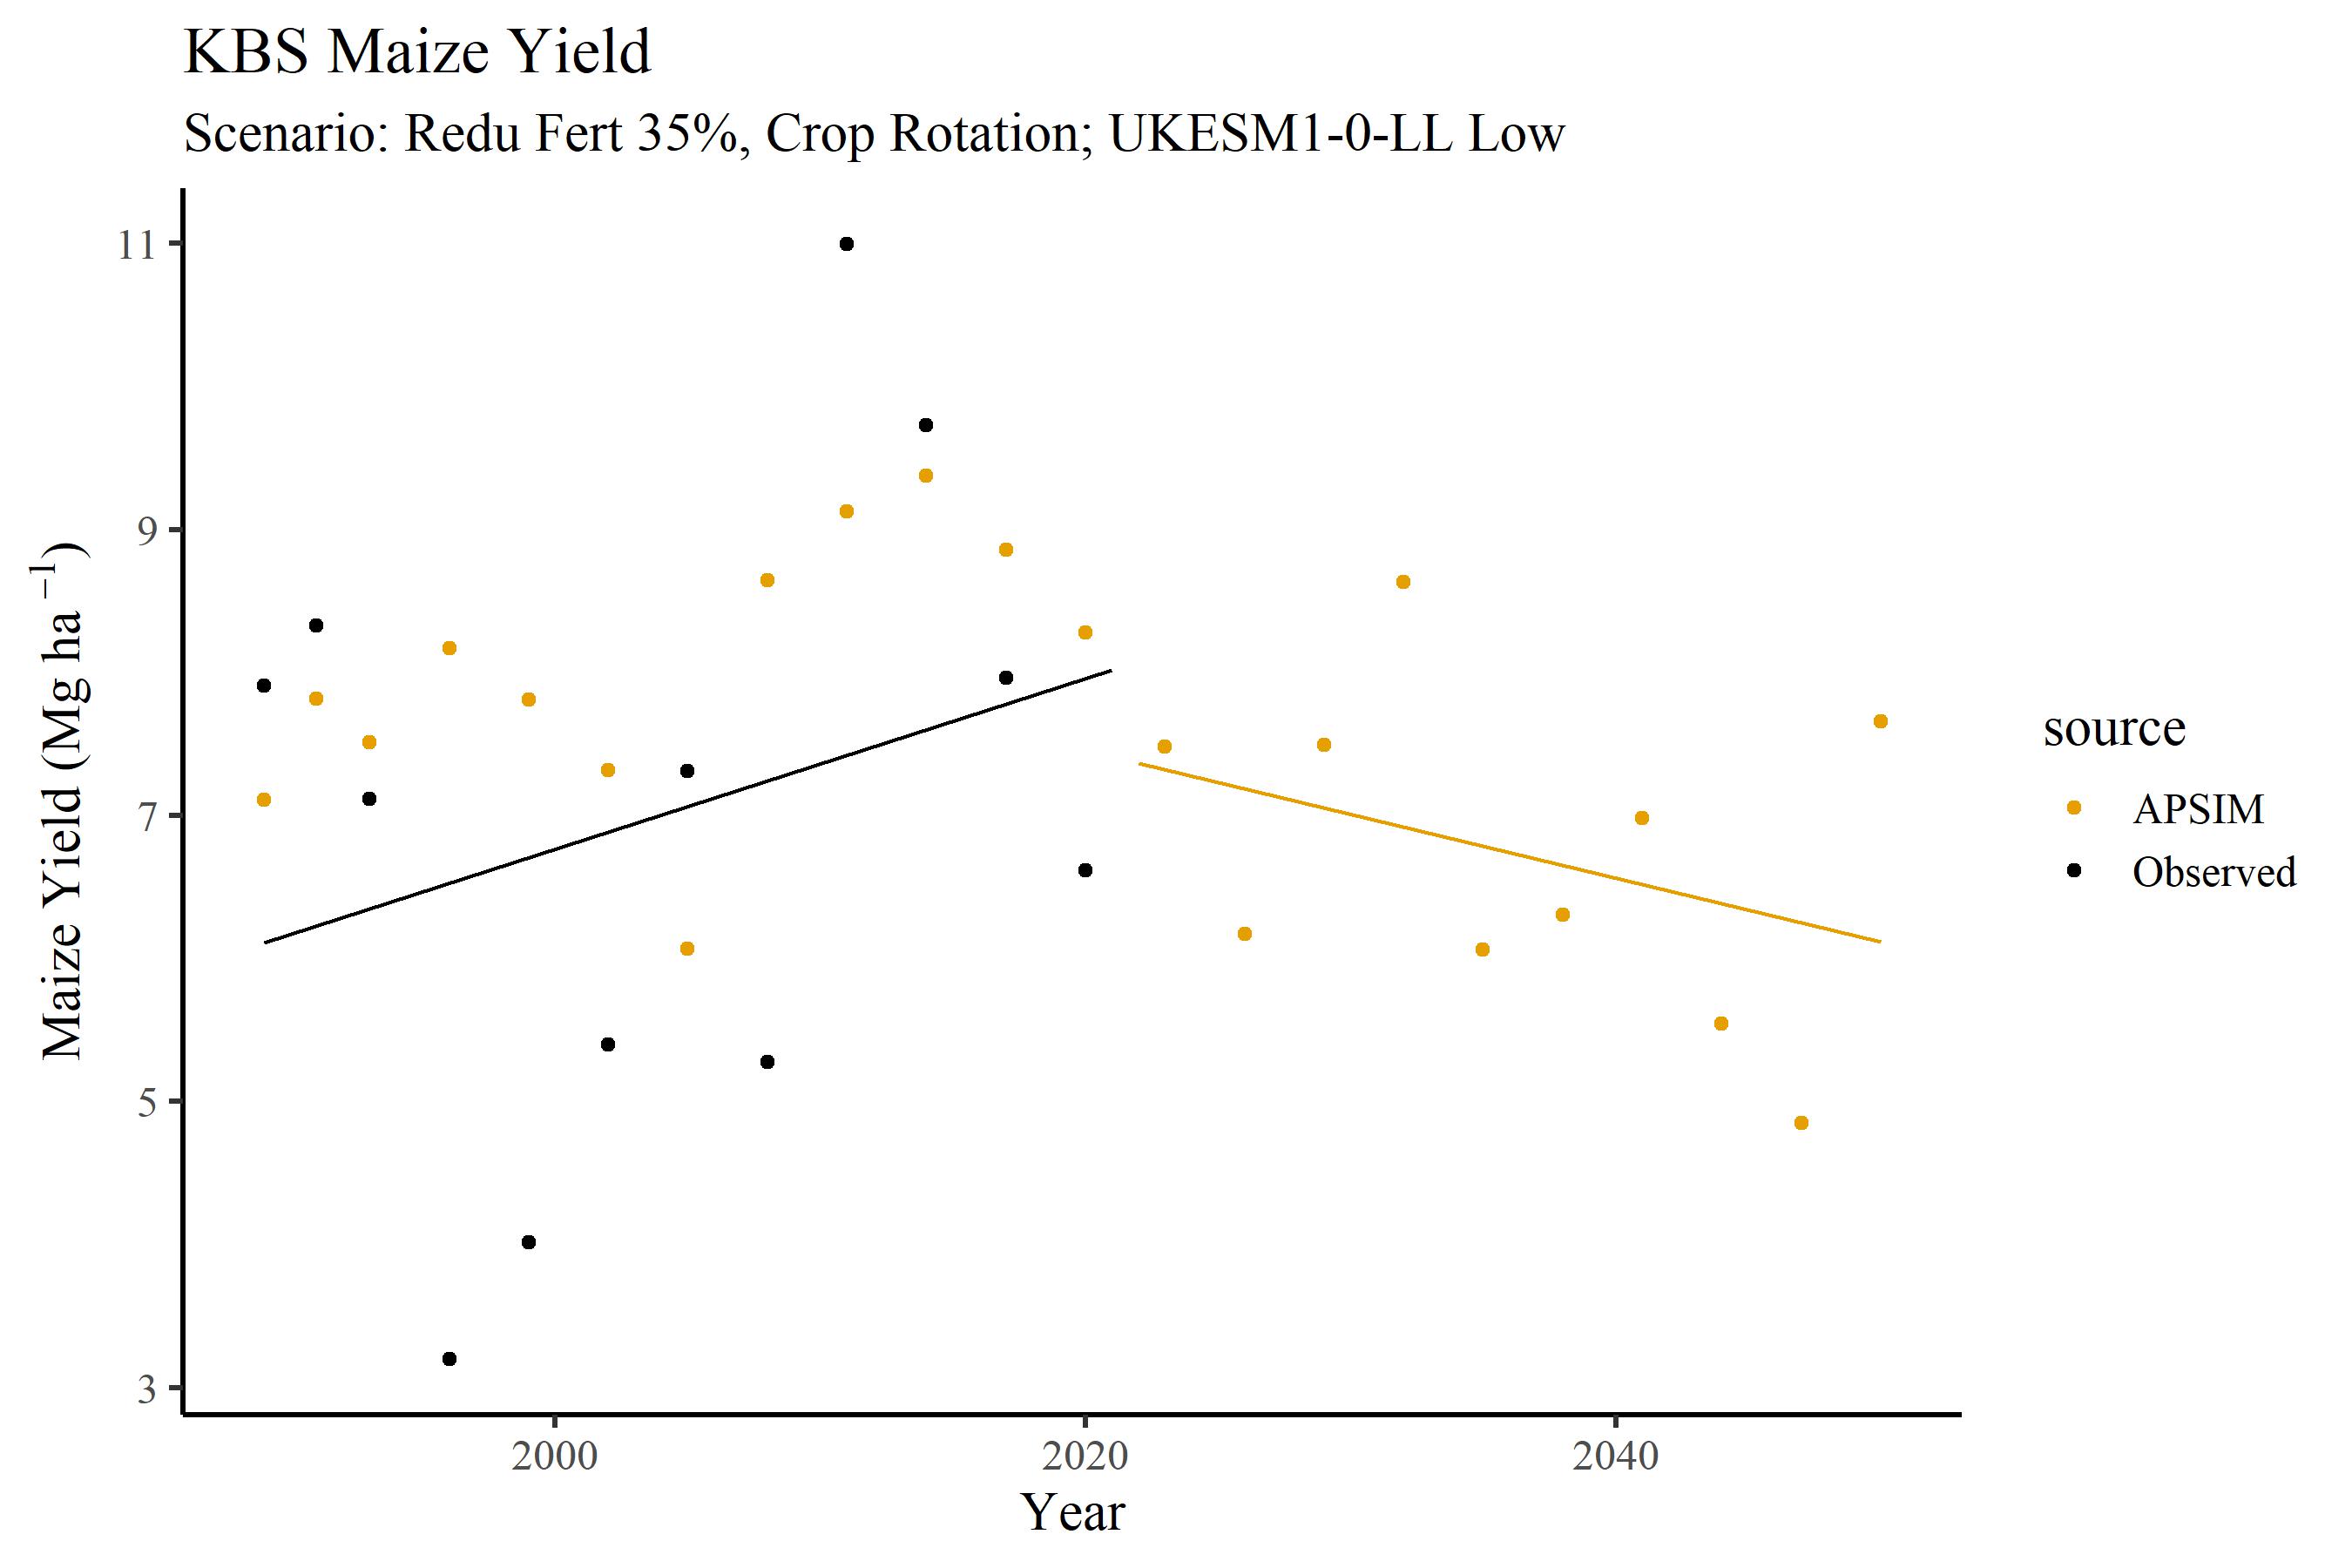 KBS Maize Yield
Scenario: Redu Fert 35%, Crop Rotation; UKESM1-0-LL Low
Maize Yield (Mg ha⁻¹)
11
9
7
5
3
2000
2020
2040
Year
source
APSIM
Observed